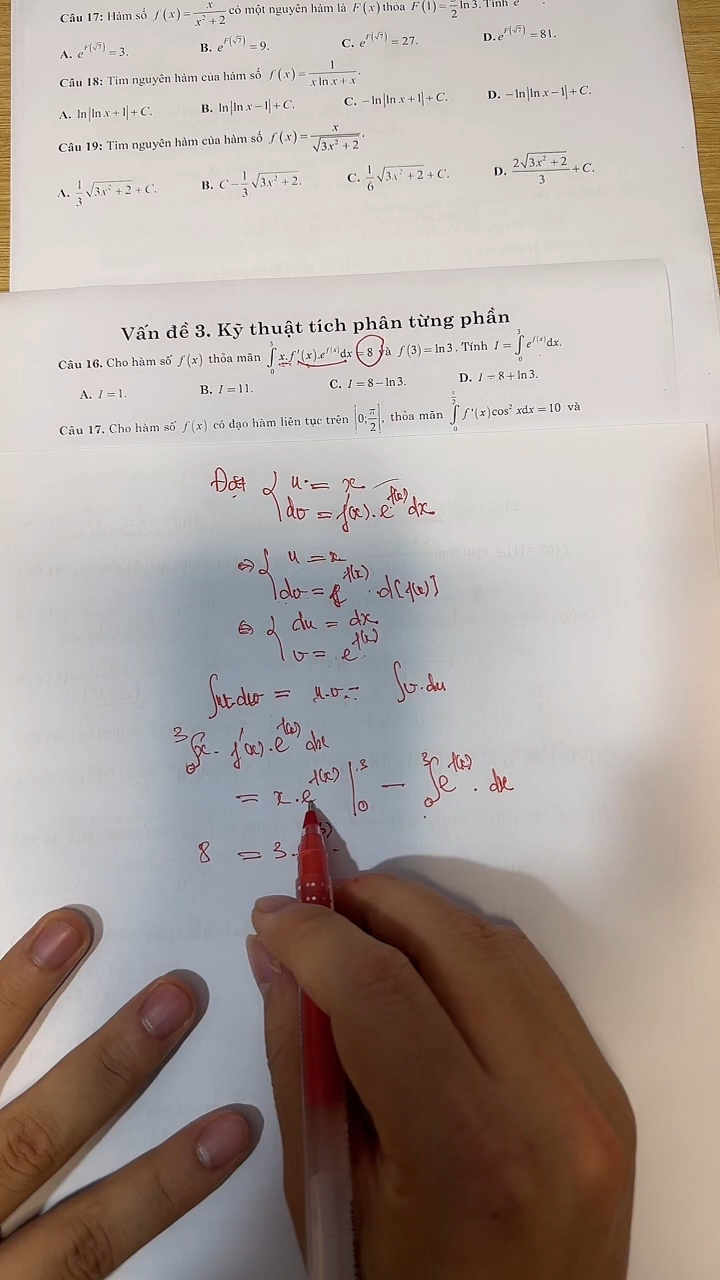 Câu 17: Hàm số f(x) = x/(x²+2) có một nguyên hàm là F(x) thỏa F(1) = /2 ln3. Tính e
A. e^{F(√7)} = 3. B. e^{F(√7)} = 9. C. e^{F(√7)} = 27. D. e^{F(√7)} = 81.
Câu 18: Tìm nguyên hàm của hàm số f(x) = 1/(x ln x + x).
A. ln|ln x + 1| + C. B. ln|ln x − 1| + C. C. −ln|ln x + 1| + C. D. −ln|ln x − 1| + C.
Câu 19: Tìm nguyên hàm của hàm số f(x) = x/√(3x²+2).
A. 1/3 √(3x²+2) + C. B. C − 1/3 √(3x²+2). C. 1/6 √(3x²+2) + C. D. 2√(3x²+2)/3 + C.
Vấn đề 3. Kỹ thuật tích phân từng phần
Câu 16. Cho hàm số f(x) thỏa mãn ∫₀³ x.f'(x).e^{f(x)}dx = 8 và f(3) = ln3. Tính I = ∫₀³ e^{f(x)}dx.
A. I = 1. B. I = 11. C. I = 8 − ln3. D. I = 8 + ln3.
Câu 17. Cho hàm số f(x) có đạo hàm liên tục trên [0; π/2], thỏa mãn ∫₀^{π/2} f'(x)cos²xdx = 10 và
Đặt { u = x
dv = f'(x).e^{f(x)}dx
⇔ { u = x
dv = e^{f(x)}.d[f(x)]
⇔ { du = dx
v = e^{f(x)}
∫u.dv = u.v − ∫v.du
∫₀³ x.f'(x).e^{f(x)}dx
= x.e^{f(x)} |₀³ − ∫₀³ e^{f(x)}.dx
8 = 3.